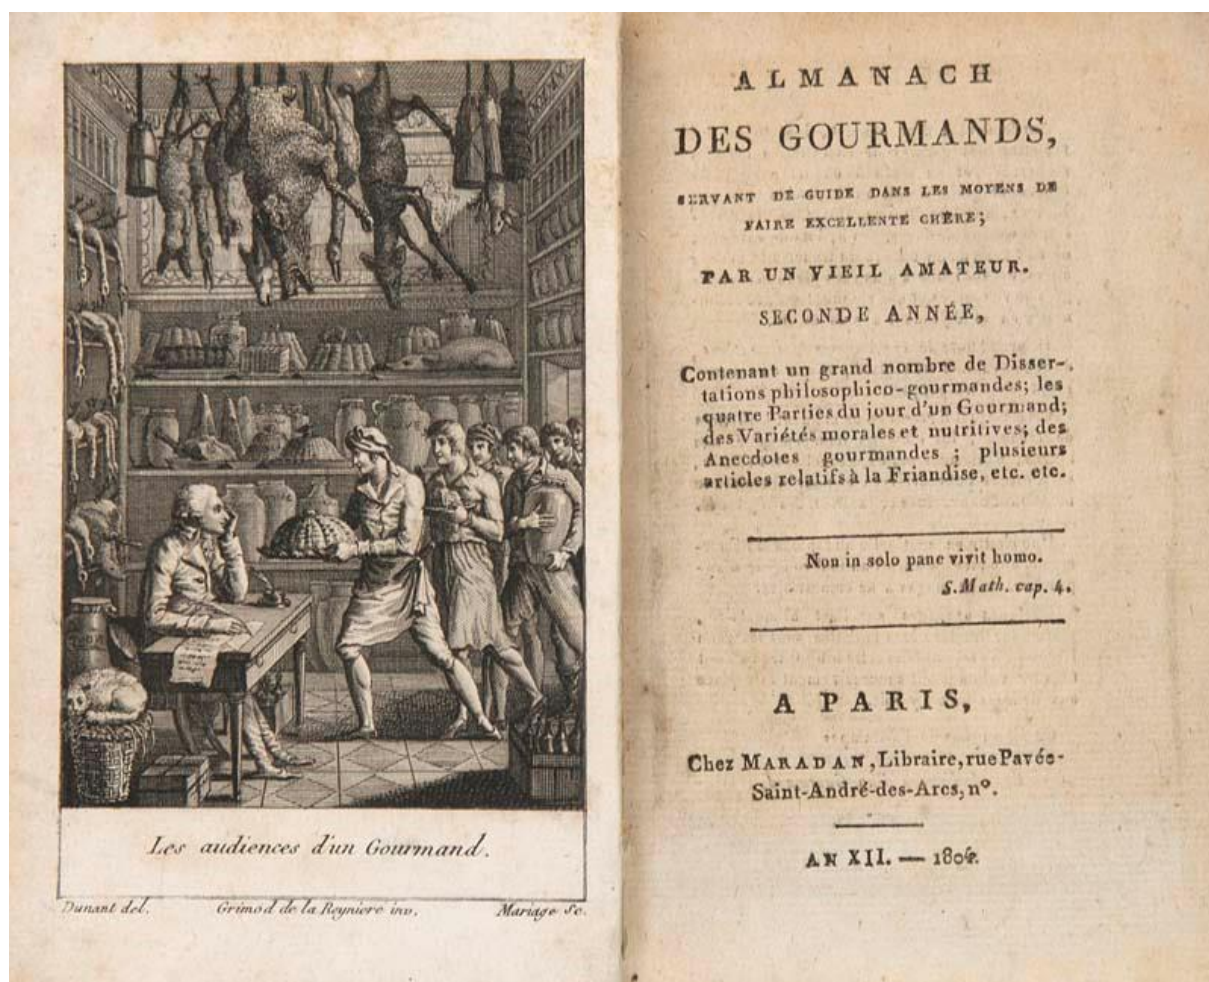 Les audiences d'un Gourmand.
Dunant del.
Grimod de la Reyniere inv.
Mariage Sc.
ALMANACH
DES GOURMANDS,
SERVANT DE GUIDE DANS LES MOYENS DE
FAIRE EXCELLENTE CHÈRE;
PAR UN VIEIL AMATEUR.
SECONDE ANNÉE,
Contenant un grand nombre de Disser-
tations philosophico-gourmandes; les
quatre Parties du jour d'un Gourmand;
des Variétés morales et nutritives; des
Anecdotes gourmandes ; plusieurs
articles relatifs à la Friandise, etc. etc.
Non in solo pane vivit homo.
S. Math. cap. 4.
A PARIS,
Chez MARADAN, Libraire, rue Pavée-
Saint-André-des-Arcs, nº.
AN XII. —